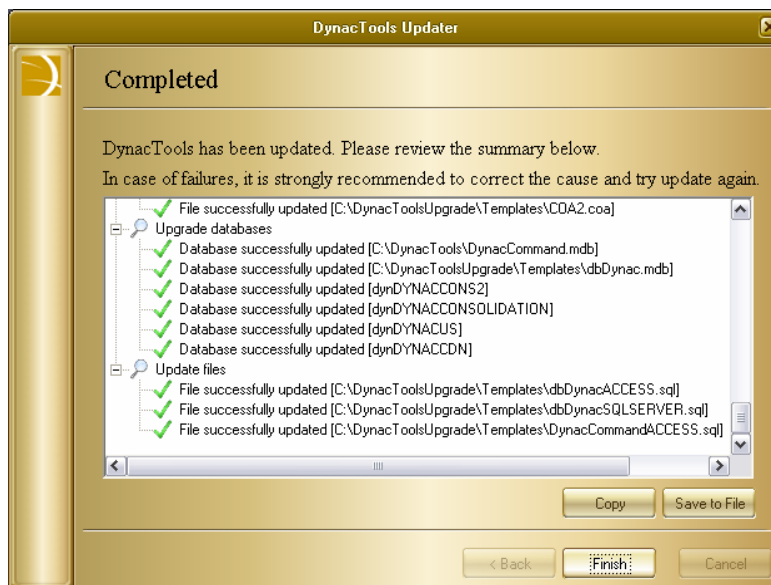 DynacTools Updater
Completed
DynacTools has been updated. Please review the summary below.
In case of failures, it is strongly recommended to correct the cause and try update again.
File successfully updated [C:\DynacToolsUpgrade\Templates\COA2.coa]
Upgrade databases
Database successfully updated [C:\DynacTools\DynacCommand.mdb]
Database successfully updated [C:\DynacToolsUpgrade\Templates\dbDynac.mdb]
Database successfully updated [dynDYNACCONS2]
Database successfully updated [dynDYNACCONSOLIDATION]
Database successfully updated [dynDYNACUS]
Database successfully updated [dynDYNACCDN]
Update files
File successfully updated [C:\DynacToolsUpgrade\Templates\dbDynacACCESS.sql]
File successfully updated [C:\DynacToolsUpgrade\Templates\dbDynacSQLSERVER.sql]
File successfully updated [C:\DynacToolsUpgrade\Templates\DynacCommandACCESS.sql]
Copy Save to File
< Back Finish Cancel